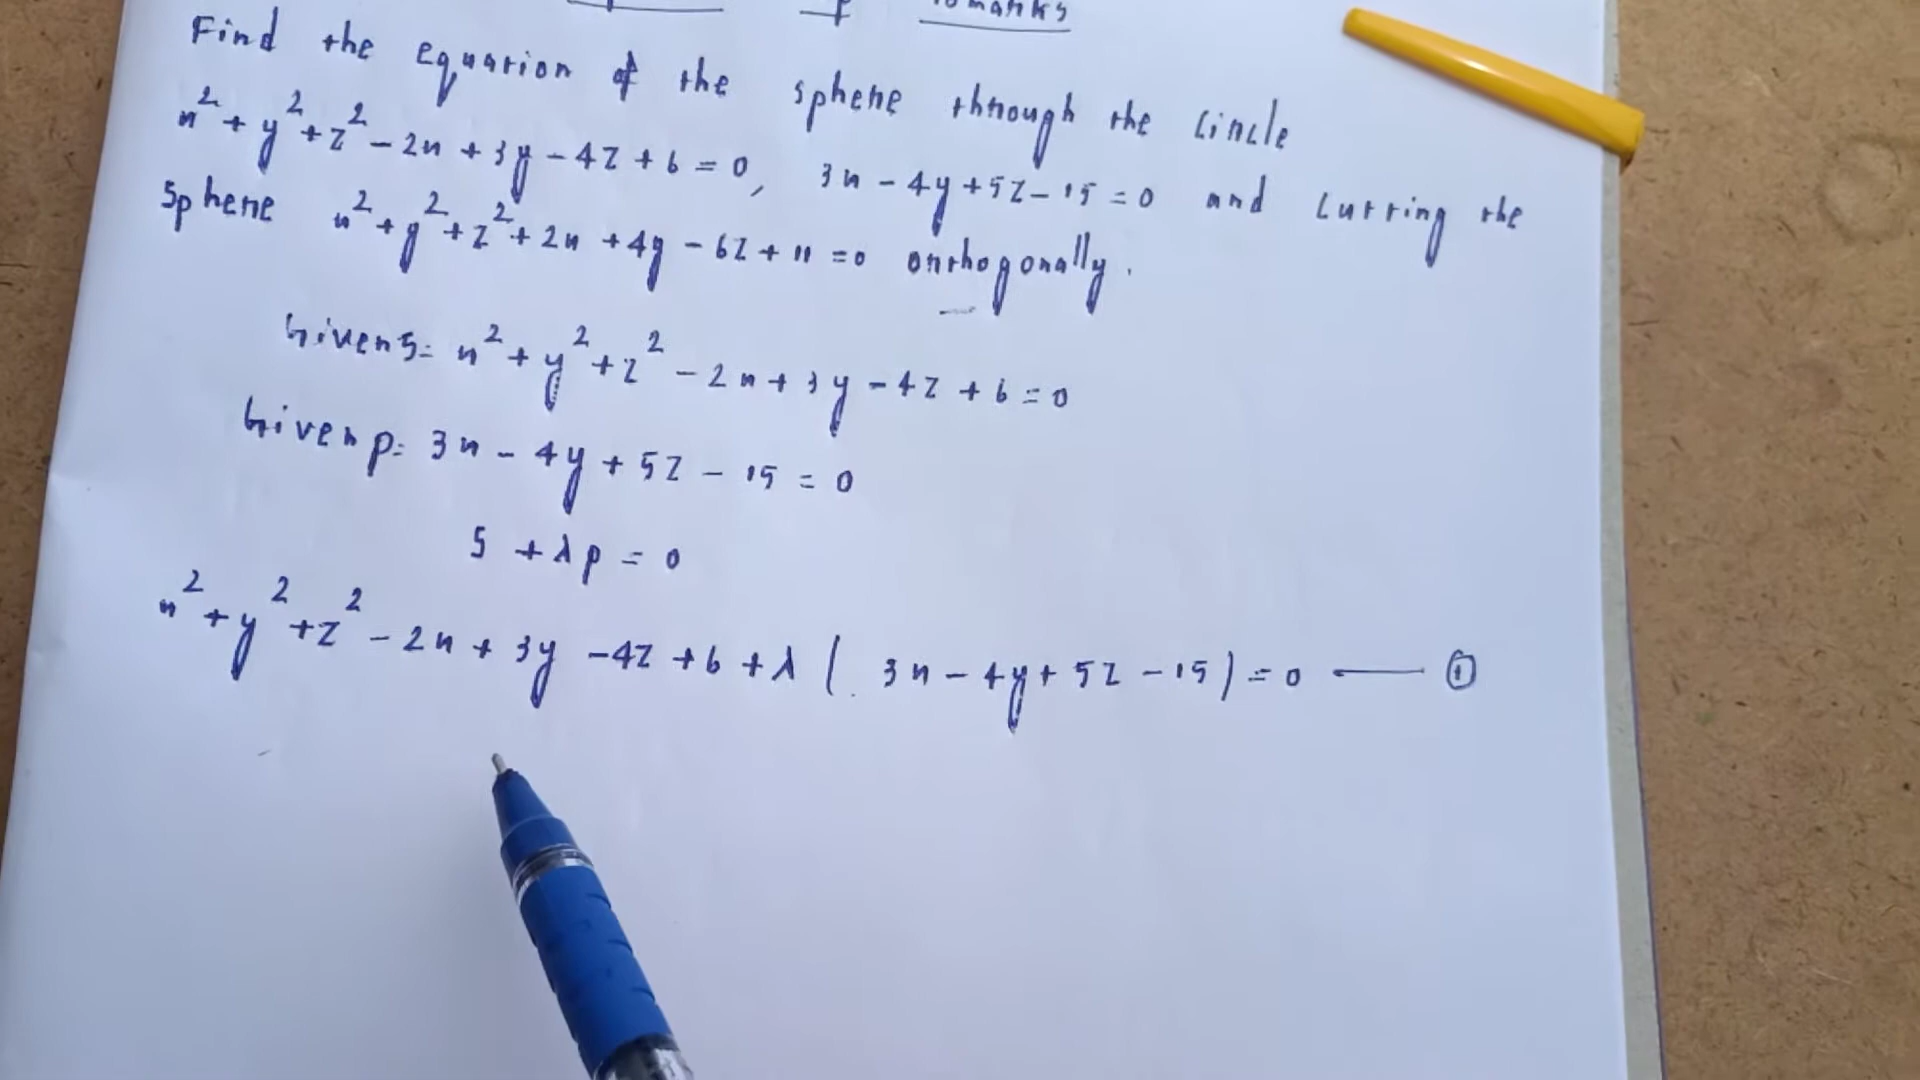 Find the equation of the sphere through the circle
x²+y²+z²-2x+3y-4z+6=0, 3x-4y+5z-15=0 and cutting the
sphere x²+y²+z²+2x+4y-6z+11=0 orthogonally.
Given S= x²+y²+z²-2x+3y-4z+6=0
Given p= 3x-4y+5z-15=0
S+λp=0
x²+y²+z²-2x+3y-4z+6+λ(3x-4y+5z-15)=0 — ①